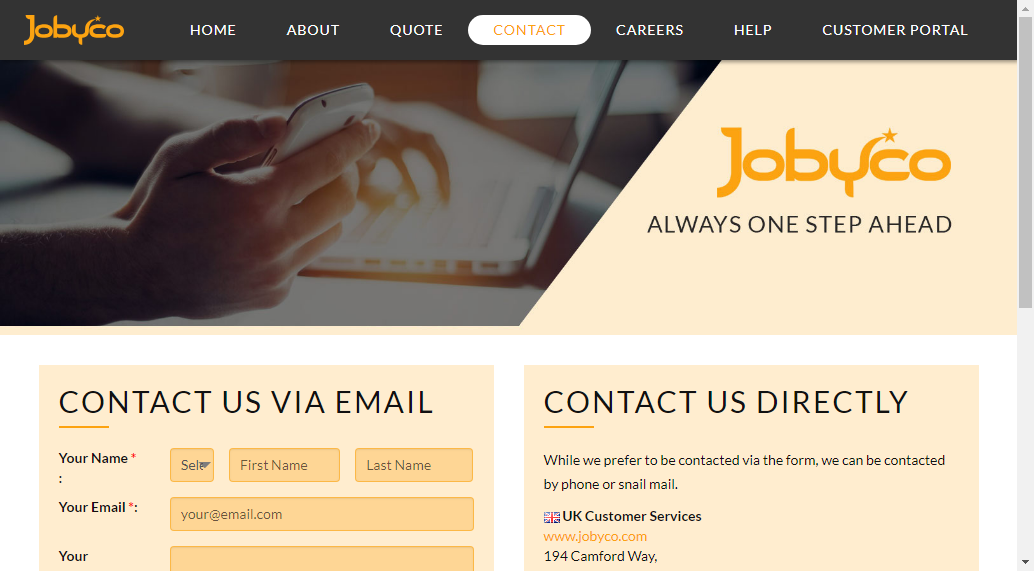 Jobyco
HOME
ABOUT
QUOTE
CONTACT
CAREERS
HELP
CUSTOMER PORTAL
Jobyco
ALWAYS ONE STEP AHEAD
CONTACT US VIA EMAIL
Your Name *
:
First Name
Last Name
Your Email *:
your@email.com
Your
CONTACT US DIRECTLY
While we prefer to be contacted via the form, we can be contacted
by phone or snail mail.
UK Customer Services
www.jobyco.com
194 Camford Way,